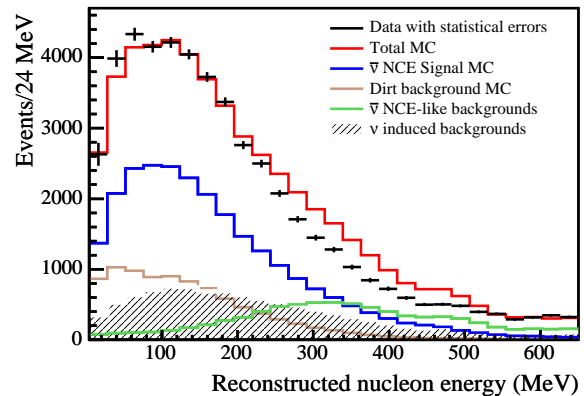 Events/24 MeV
4000
3000
2000
1000
0
Data with statistical errors
Total MC
ν̅ NCE Signal MC
Dirt background MC
ν̅ NCE-like backgrounds
ν induced backgrounds
100 200 300 400 500 600
Reconstructed nucleon energy (MeV)